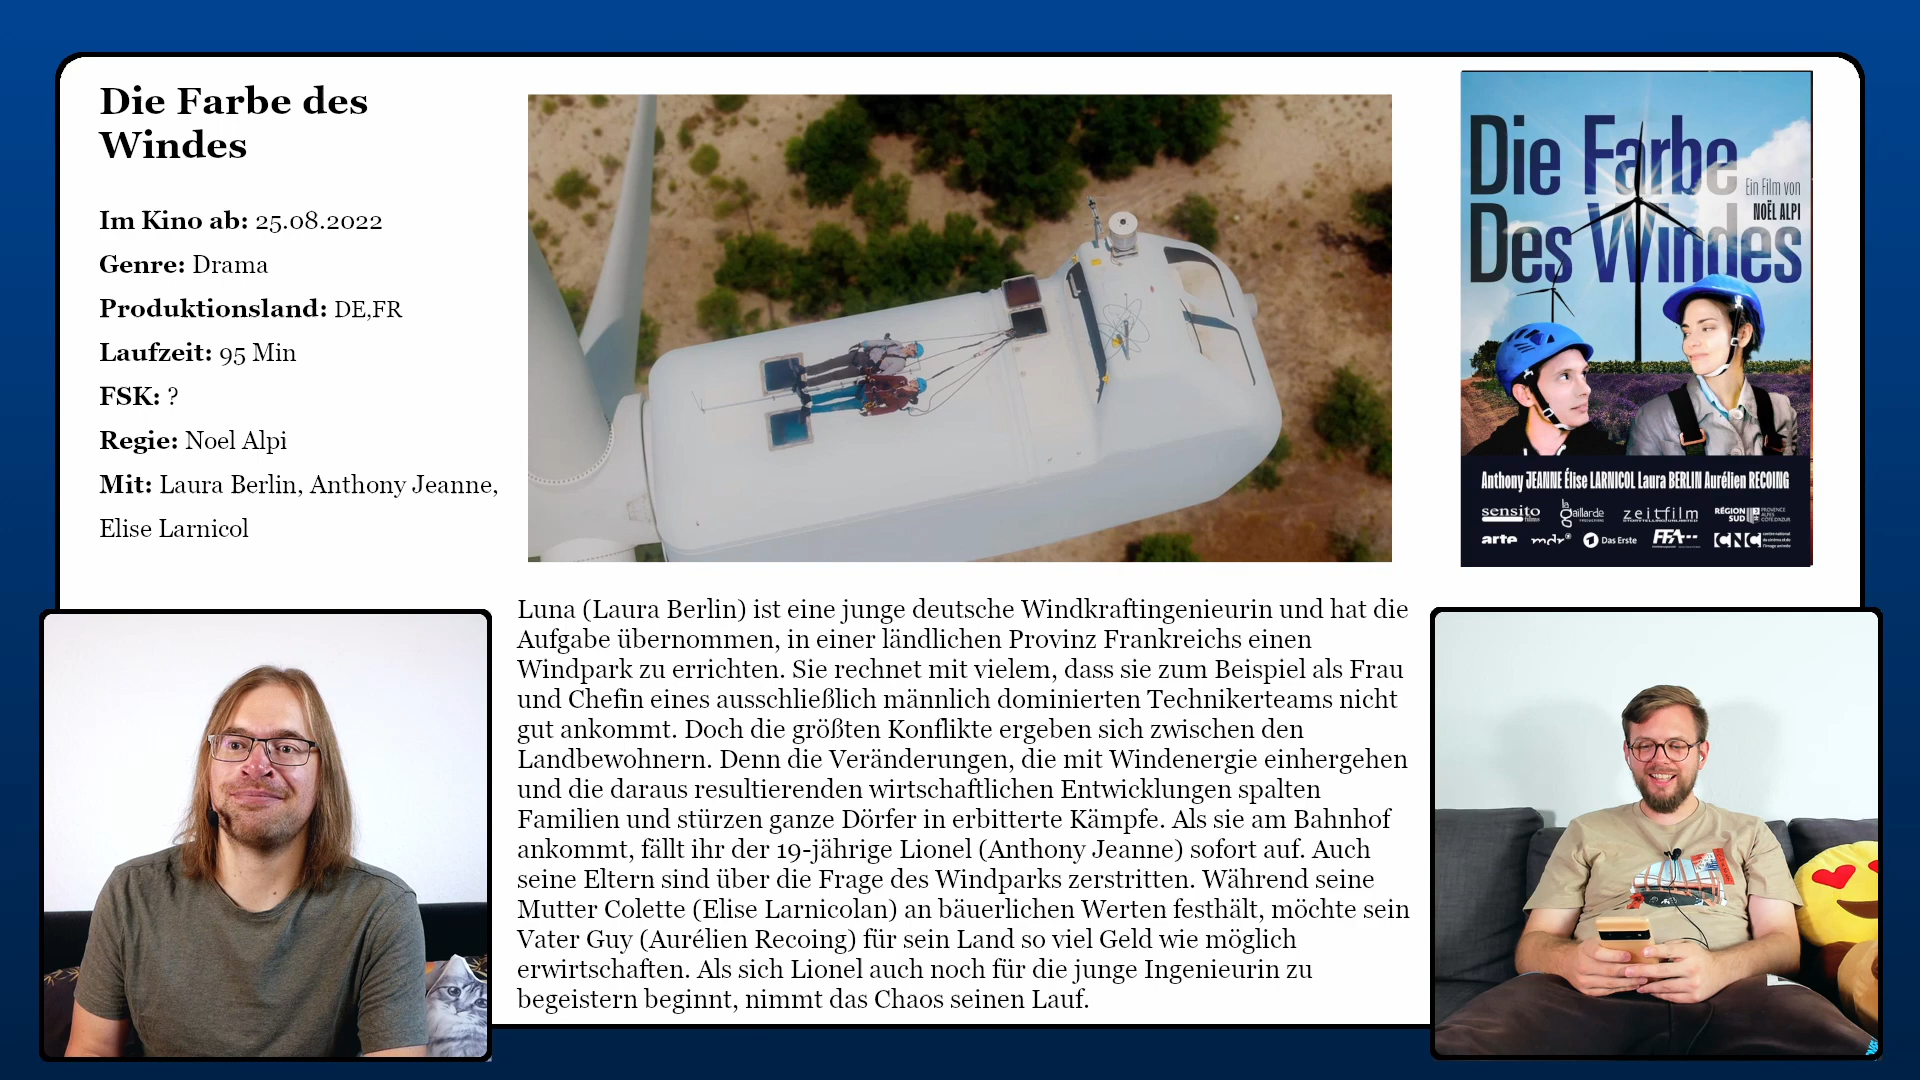 Die Farbe des
Windes
Im Kino ab: 25.08.2022
Genre: Drama
Produktionsland: DE,FR
Laufzeit: 95 Min
FSK: ?
Regie: Noel Alpi
Mit: Laura Berlin, Anthony Jeanne,
Elise Larnicol
Die Farbe
Des Windes
Ein Film von
NOËL ALPI
Anthony JEANNE Élise LARNICOL Laura BERLIN Aurélien RECOING
sensito
films
la
gaillarde
zeitfilm
RÉGION
SUD
PROVENCE
ALPES
CÔTE D'AZUR
arte
mdr
Das Erste
FFA
CNC
Luna (Laura Berlin) ist eine junge deutsche Windkraftingenieurin und hat die
Aufgabe übernommen, in einer ländlichen Provinz Frankreichs einen
Windpark zu errichten. Sie rechnet mit vielem, dass sie zum Beispiel als Frau
und Chefin eines ausschließlich männlich dominierten Technikerteams nicht
gut ankommt. Doch die größten Konflikte ergeben sich zwischen den
Landbewohnern. Denn die Veränderungen, die mit Windenergie einhergehen
und die daraus resultierenden wirtschaftlichen Entwicklungen spalten
Familien und stürzen ganze Dörfer in erbitterte Kämpfe. Als sie am Bahnhof
ankommt, fällt ihr der 19-jährige Lionel (Anthony Jeanne) sofort auf. Auch
seine Eltern sind über die Frage des Windparks zerstritten. Während seine
Mutter Colette (Elise Larnicolan) an bäuerlichen Werten festhält, möchte sein
Vater Guy (Aurélien Recoing) für sein Land so viel Geld wie möglich
erwirtschaften. Als sich Lionel auch noch für die junge Ingenieurin zu
begeistern beginnt, nimmt das Chaos seinen Lauf.